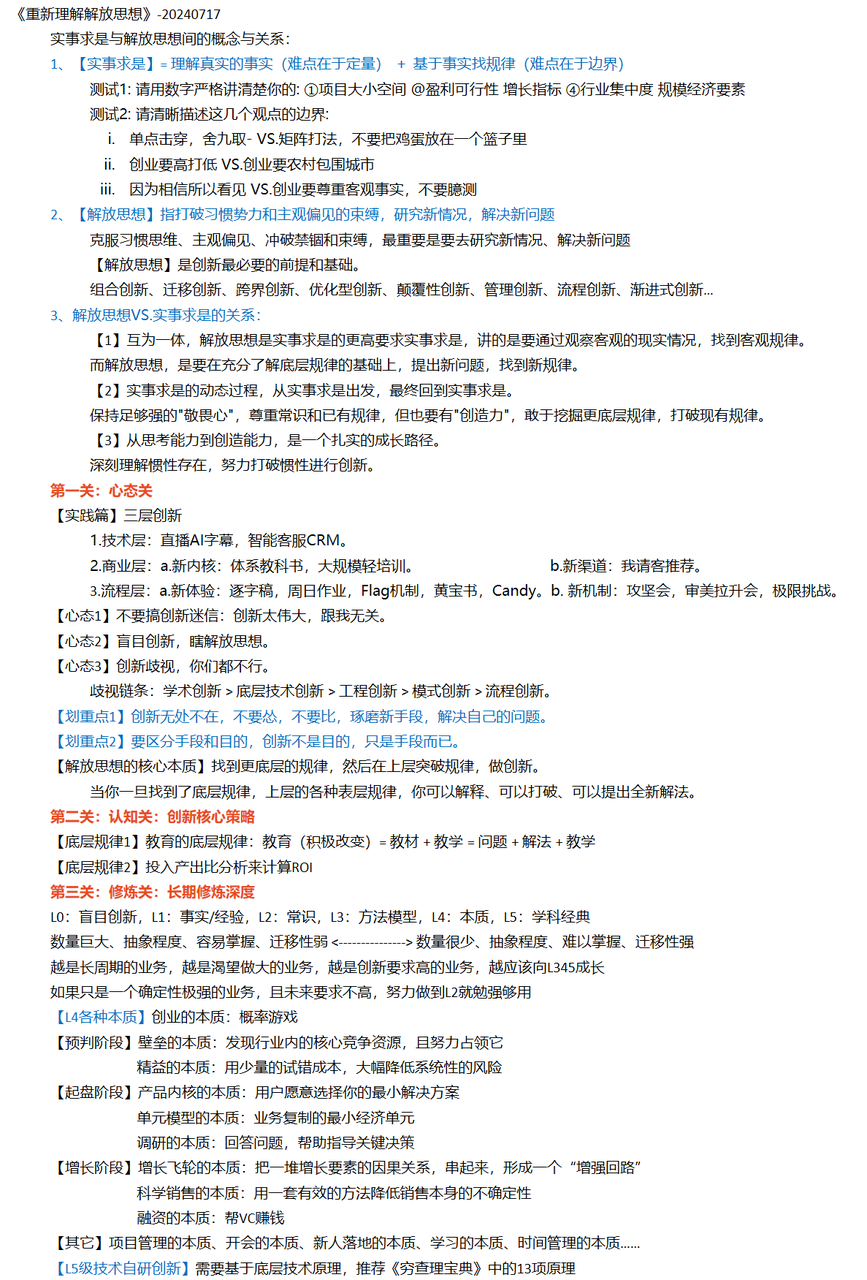 《重新理解解放思想》-20240717
实事求是与解放思想间的概念与关系：
1、【实事求是】= 理解真实的事实（难点在于定量） + 基于事实找规律（难点在于边界）
测试1: 请用数字严格讲清楚你的: ①项目大小空间 @盈利可行性 增长指标 ④行业集中度 规模经济要素
测试2: 请清晰描述这几个观点的边界:
i. 单点击穿，舍九取- VS.矩阵打法，不要把鸡蛋放在一个篮子里
ii. 创业要高打低 VS.创业要农村包围城市
iii. 因为相信所以看见 VS.创业要尊重客观事实，不要臆测
2、【解放思想】指打破习惯势力和主观偏见的束缚，研究新情况，解决新问题
克服习惯思维、主观偏见、冲破禁锢和束缚，最重要是要去研究新情况、解决新问题
【解放思想】是创新最必要的前提和基础。
组合创新、迁移创新、跨界创新、优化型创新、颠覆性创新、管理创新、流程创新、渐进式创新...
3、解放思想VS.实事求是的关系：
【1】互为一体，解放思想是实事求是的更高要求实事求是，讲的是要通过观察客观的现实情况，找到客观规律。
而解放思想，是要在充分了解底层规律的基础上，提出新问题，找到新规律。
【2】实事求是的动态过程，从实事求是出发，最终回到实事求是。
保持足够强的"敬畏心"，尊重常识和已有规律，但也要有"创造力"，敢于挖掘更底层规律，打破现有规律。
【3】从思考能力到创造能力，是一个扎实的成长路径。
深刻理解惯性存在，努力打破惯性进行创新。
第一关：心态关
【实践篇】三层创新
1.技术层：直播AI字幕，智能客服CRM。
2.商业层：a.新内核：体系教科书，大规模轻培训。 b.新渠道：我请客推荐。
3.流程层：a.新体验：逐字稿，周日作业，Flag机制，黄宝书，Candy。b. 新机制：攻坚会，审美拉升会，极限挑战。
【心态1】不要搞创新迷信：创新太伟大，跟我无关。
【心态2】盲目创新，瞎解放思想。
【心态3】创新歧视，你们都不行。
歧视链条：学术创新 > 底层技术创新 > 工程创新 > 模式创新 > 流程创新。
【划重点1】创新无处不在，不要怂，不要比，琢磨新手段，解决自己的问题。
【划重点2】要区分手段和目的，创新不是目的，只是手段而已。
【解放思想的核心本质】找到更底层的规律，然后在上层突破规律，做创新。
当你一旦找到了底层规律，上层的各种表层规律，你可以解释、可以打破、可以提出全新解法。
第二关：认知关：创新核心策略
【底层规律1】教育的底层规律：教育（积极改变）= 教材 + 教学 = 问题 + 解法 + 教学
【底层规律2】投入产出比分析来计算ROI
第三关：修炼关：长期修炼深度
L0：盲目创新，L1：事实/经验，L2：常识，L3：方法模型，L4：本质，L5：学科经典
数量巨大、抽象程度、容易掌握、迁移性弱 <---------------> 数量很少、抽象程度、难以掌握、迁移性强
越是长周期的业务，越是渴望做大的业务，越是创新要求高的业务，越应该向L345成长
如果只是一个确定性极强的业务，且未来要求不高，努力做到L2就勉强够用
【L4各种本质】创业的本质：概率游戏
【预判阶段】壁垒的本质：发现行业内的核心竞争资源，且努力占领它
精益的本质：用少量的试错成本，大幅降低系统性的风险
【起盘阶段】产品内核的本质：用户愿意选择你的最小解决方案
单元模型的本质：业务复制的最小经济单元
调研的本质：回答问题，帮助指导关键决策
【增长阶段】增长飞轮的本质：把一堆增长要素的因果关系，串起来，形成一个“增强回路”
科学销售的本质：用一套有效的方法降低销售本身的不确定性
融资的本质：帮VC赚钱
【其它】项目管理的本质、开会的本质、新人落地的本质、学习的本质、时间管理的本质......
【L5级技术自研创新】需要基于底层技术原理，推荐《穷查理宝典》中的13项原理